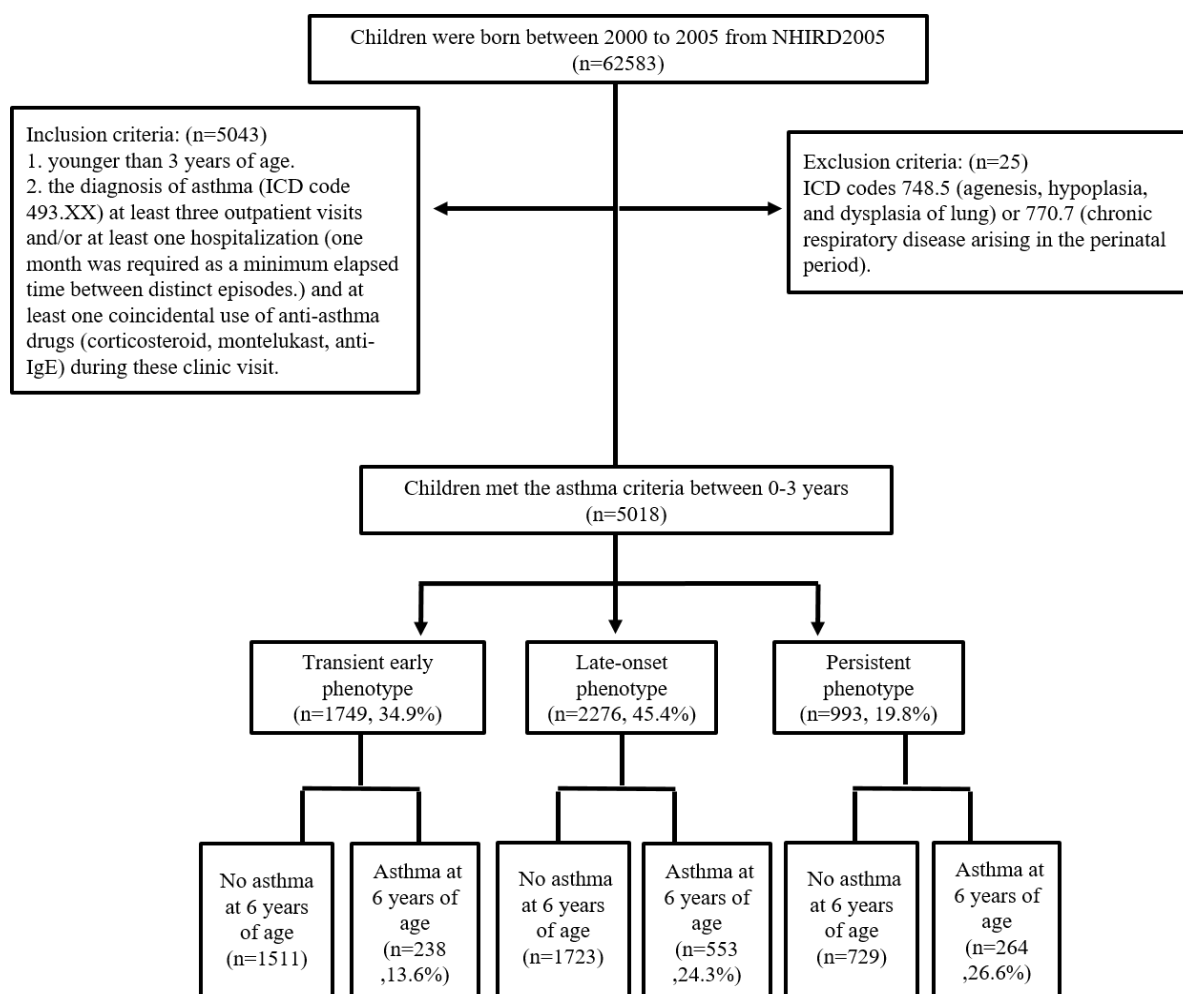 Children were born between 2000 to 2005 from NHIRD2005
(n=62583)
Inclusion criteria: (n=5043)
1. younger than 3 years of age.
2. the diagnosis of asthma (ICD code
493.XX) at least three outpatient visits
and/or at least one hospitalization (one
month was required as a minimum elapsed
time between distinct episodes.) and at
least one coincidental use of anti-asthma
drugs (corticosteroid, montelukast, anti-
IgE) during these clinic visit.
Exclusion criteria: (n=25)
ICD codes 748.5 (agenesis, hypoplasia,
and dysplasia of lung) or 770.7 (chronic
respiratory disease arising in the perinatal
period).
Children met the asthma criteria between 0-3 years
(n=5018)
Transient early
phenotype
(n=1749, 34.9%)
Late-onset
phenotype
(n=2276, 45.4%)
Persistent
phenotype
(n=993, 19.8%)
No asthma
at 6 years
of age
(n=1511)
Asthma at
6 years of
age
(n=238
,13.6%)
No asthma
at 6 years
of age
(n=1723)
Asthma at
6 years of
age
(n=553
,24.3%)
No asthma
at 6 years
of age
(n=729)
Asthma at
6 years of
age
(n=264
,26.6%)